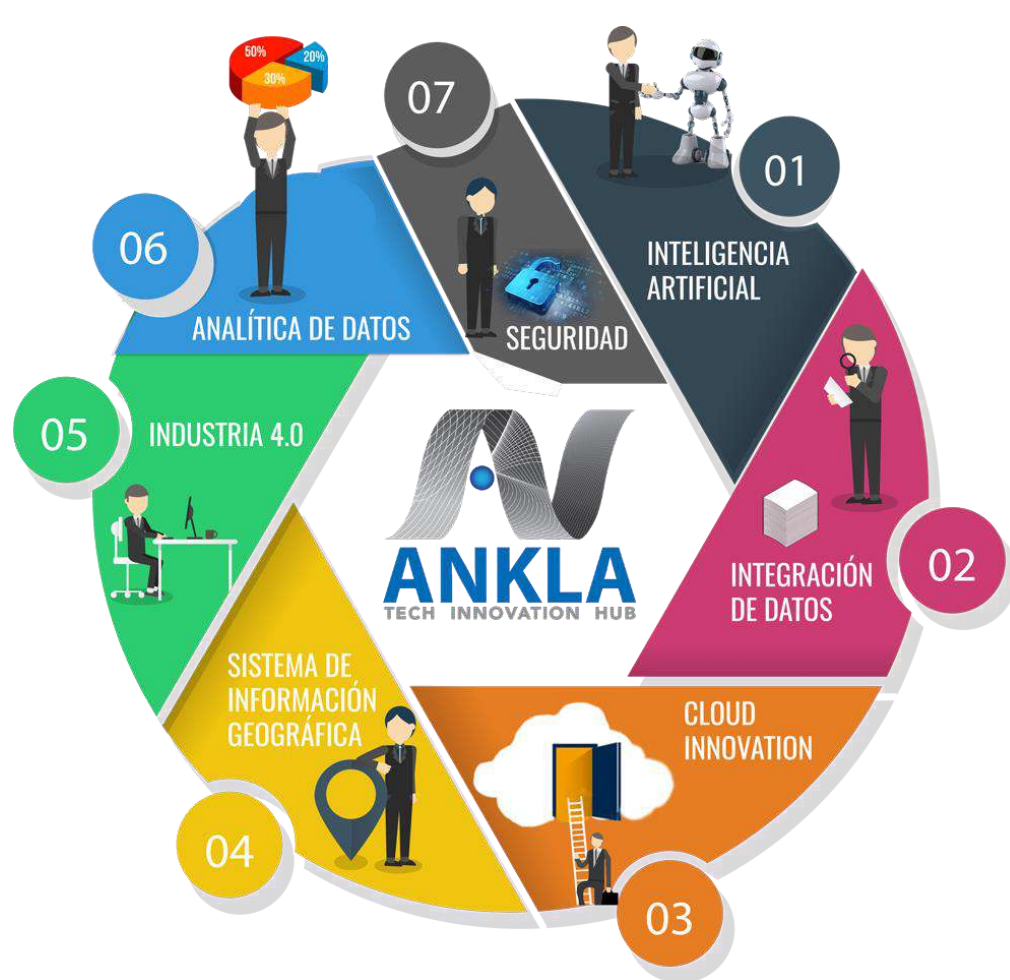 50%
20%
30%
07
01
INTELIGENCIA
ARTIFICIAL
06
ANALÍTICA DE DATOS
SEGURIDAD
05
INDUSTRIA 4.0
ANKLA
TECH INNOVATION HUB
02
INTEGRACIÓN
DE DATOS
SISTEMA DE
INFORMACIÓN
GEOGRÁFICA
CLOUD
INNOVATION
04
03